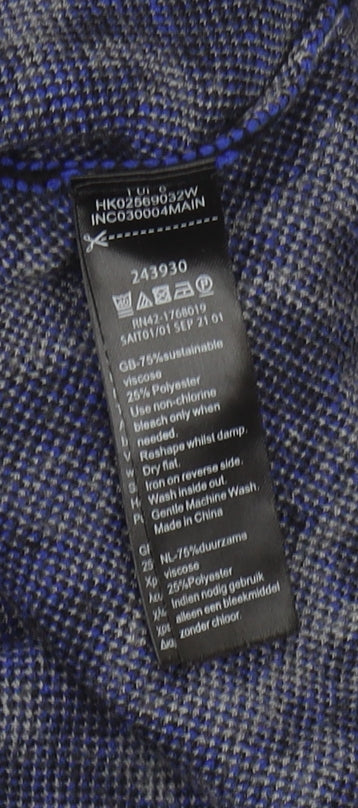 HK02569032W
INC030004MAIN
243930
RN42-1768019
SAIT01/01 SEP 21 01
GB-75%sustainable
viscose
25% Polyester
Use non-chlorine
bleach only when
needed.
Reshape whilst damp.
Dry flat.
Iron on reverse side.
Wash inside out.
Gentle Machine Wash.
Made in China
NL-75%duurzame
viscose
25%Polyester
Indien nodig gebruik
alleen een bleekmiddel
zonder chloor.